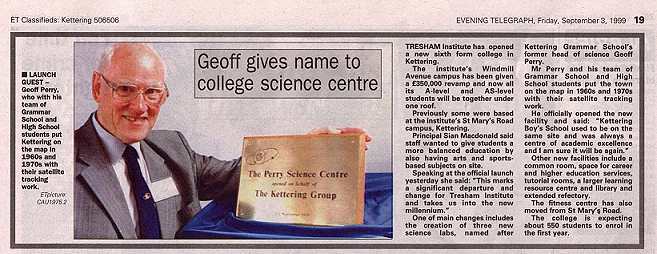 ET Classifieds: Kettering 506506
EVENING TELEGRAPH, Friday, September 3, 1999 19
■ LAUNCH
GUEST –
Geoff Perry,
who with his
team of
Grammar
School and
High School
students put
Kettering on
the map in
1960s and
1970s with
their satellite
tracking
work.
ETpicture:
CAU1975.2
Geoff gives name to
college science centre
The Perry Science Centre
opened on behalf of
The Kettering Group
TRESHAM Institute has opened
a new sixth form college in
Kettering.
The institute's Windmill
Avenue campus has been given
a £350,000 revamp and now all
its A-level and AS-level
students will be together under
one roof.
Previously some were based
at the institute's St Mary's Road
campus, Kettering.
Principal Sian Macdonald said
staff wanted to give students a
more balanced education by
also having arts and sports-
based subjects on site.
Speaking at the official launch
yesterday she said: "This marks
a significant departure and
change for Tresham Institute
and takes us into the new
millennium."
One of main changes includes
the creation of three new
science labs, named after
Kettering Grammar School's
former head of science Geoff
Perry.
Mr Perry and his team of
Grammar School and High
School students put the town
on the map in 1960s and 1970s
with their satellite tracking
work.
He officially opened the new
facility and said: "Kettering
Boy's School used to be on the
same site and was always a
centre of academic excellence
and I am sure it will be again."
Other new facilities include a
common room, space for career
and higher education services,
tutorial rooms, a larger learning
resource centre and library and
extended refectory.
The fitness centre has also
moved from St Mary's Road.
The college is expecting
about 550 students to enrol in
the first year.